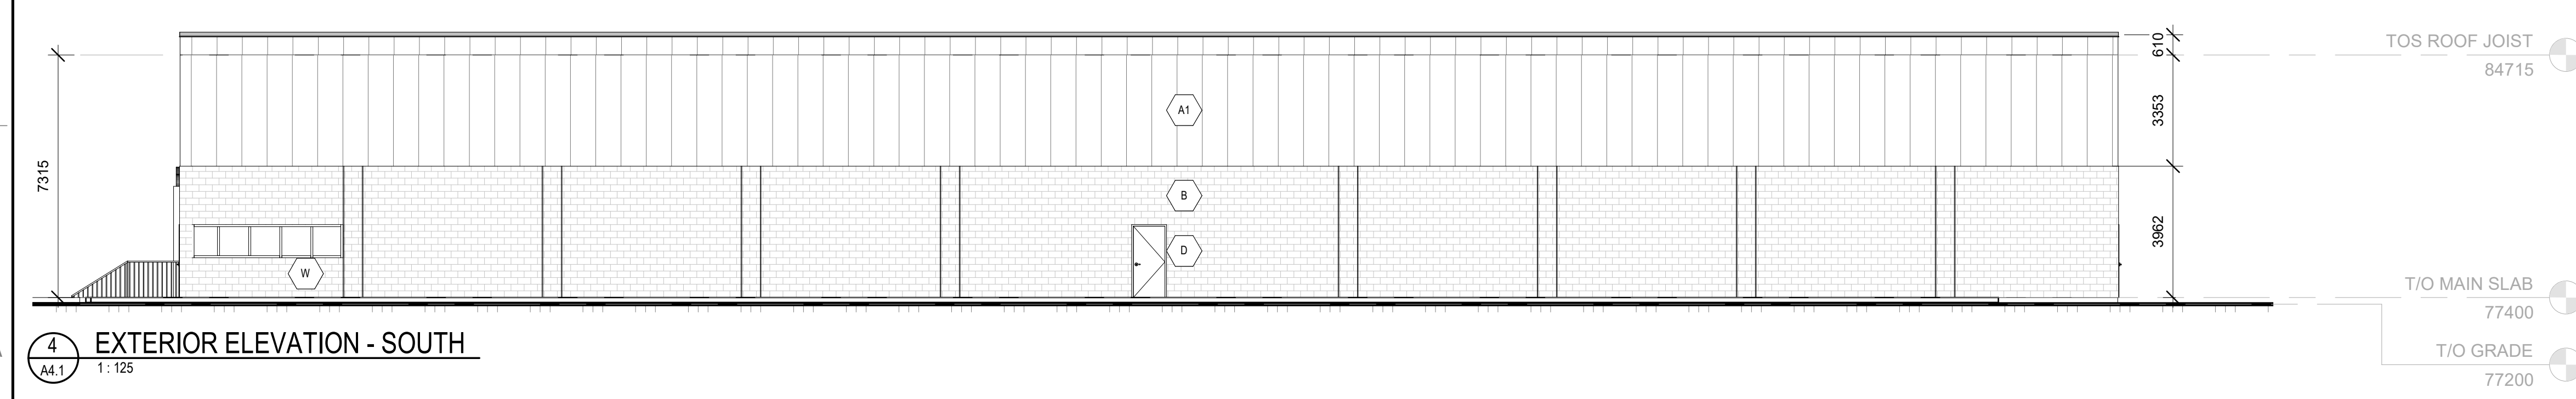 610
TOS ROOF JOIST
84715
A1
3353
7315
B
3962
D
W
T/O MAIN SLAB
77400
4
EXTERIOR ELEVATION - SOUTH
A4.1
1 : 125
T/O GRADE
77200